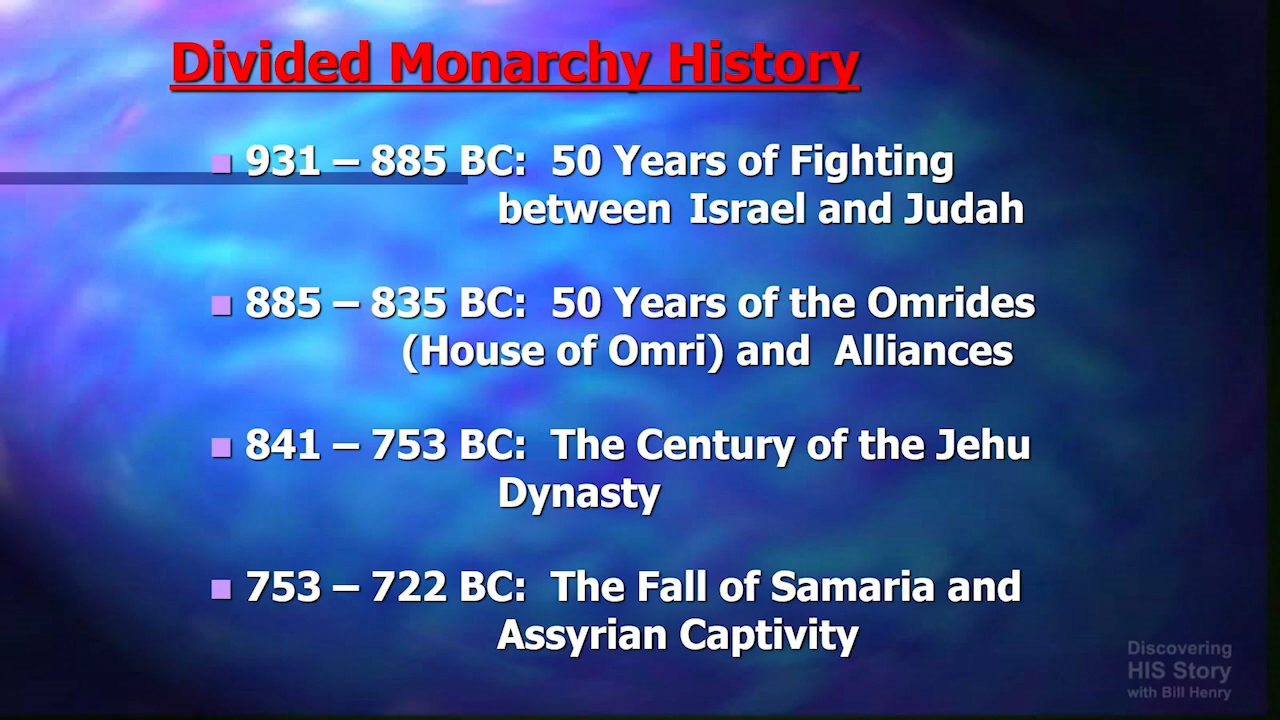 Divided Monarchy History
■ 931 – 885 BC: 50 Years of Fighting
between Israel and Judah
■ 885 – 835 BC: 50 Years of the Omrides
(House of Omri) and Alliances
■ 841 – 753 BC: The Century of the Jehu
Dynasty
■ 753 – 722 BC: The Fall of Samaria and
Assyrian Captivity
Discovering
HIS Story
with Bill Henry